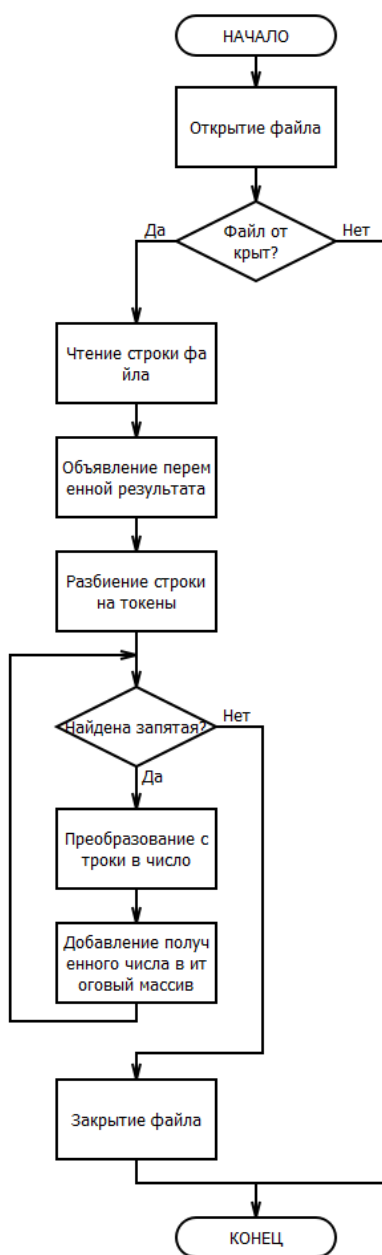 НАЧАЛО
Открытие файла
Да
Файл от
крыт?
Нет
Чтение строки фа
йла
Объявление перем
енной результата
Разбиение строки
на токены
Найдена запятая?
Нет
Да
Преобразование с
троки в число
Добавление получ
енного числа в ит
оговый массив
Закрытие файла
КОНЕЦ